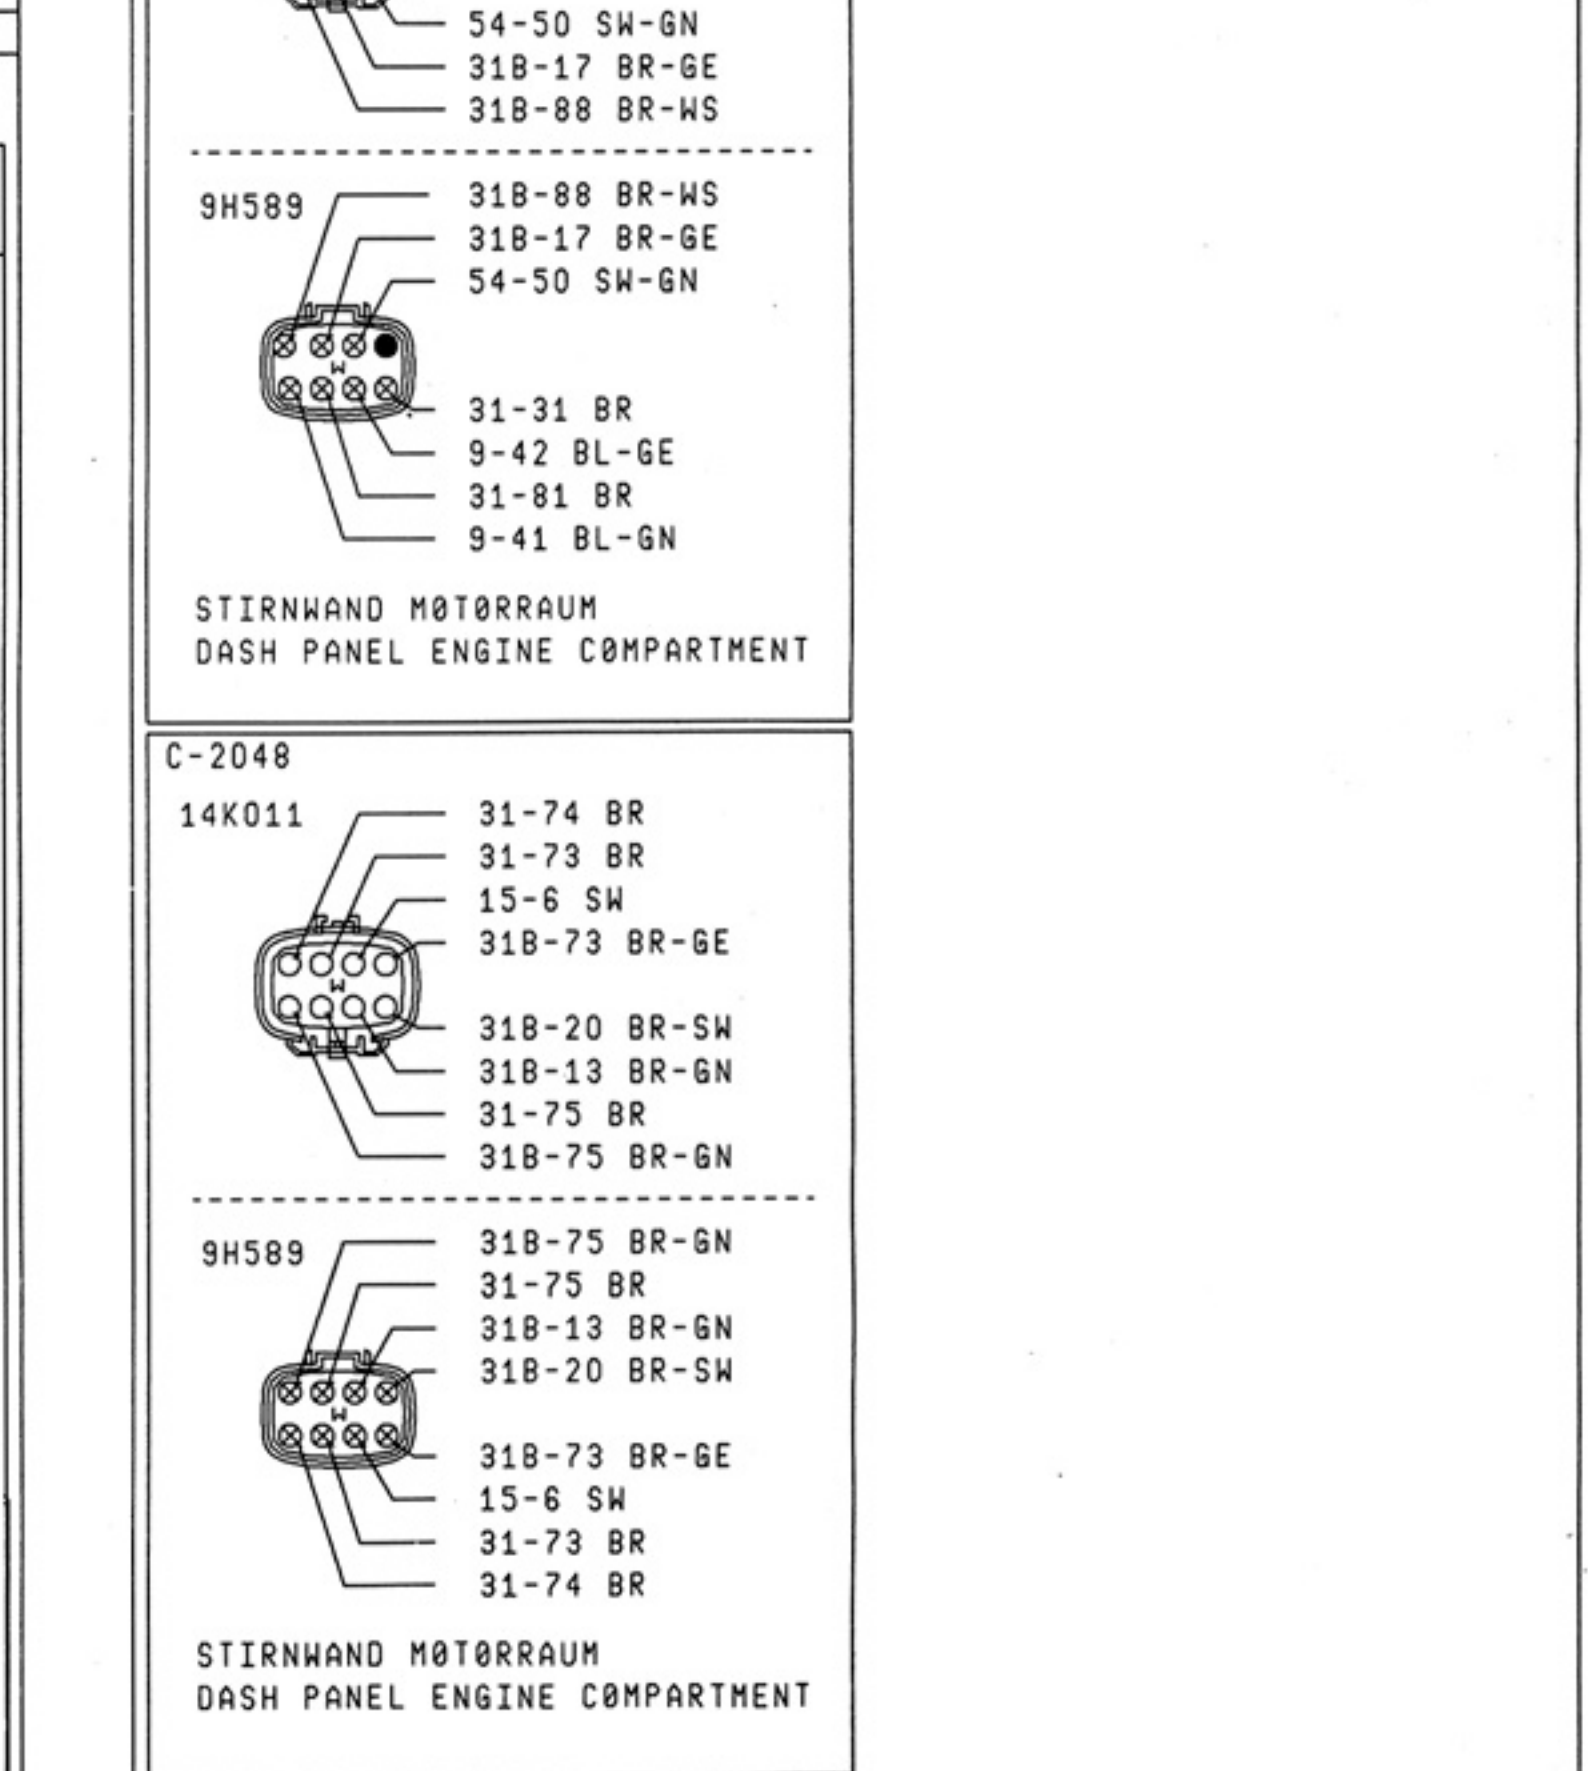 54-50 SW-GN
31B-17 BR-GE
31B-88 BR-WS
9H589
31B-88 BR-WS
31B-17 BR-GE
54-50 SW-GN
W
31-31 BR
9-42 BL-GE
31-81 BR
9-41 BL-GN
STIRNWAND MOTORRAUM
DASH PANEL ENGINE COMPARTMENT
C-2048
14K011
31-74 BR
31-73 BR
15-6 SW
31B-73 BR-GE
W
31B-20 BR-SW
31B-13 BR-GN
31-75 BR
31B-75 BR-GN
9H589
31B-75 BR-GN
31-75 BR
31B-13 BR-GN
31B-20 BR-SW
W
31B-73 BR-GE
15-6 SW
31-73 BR
31-74 BR
STIRNWAND MOTORRAUM
DASH PANEL ENGINE COMPARTMENT